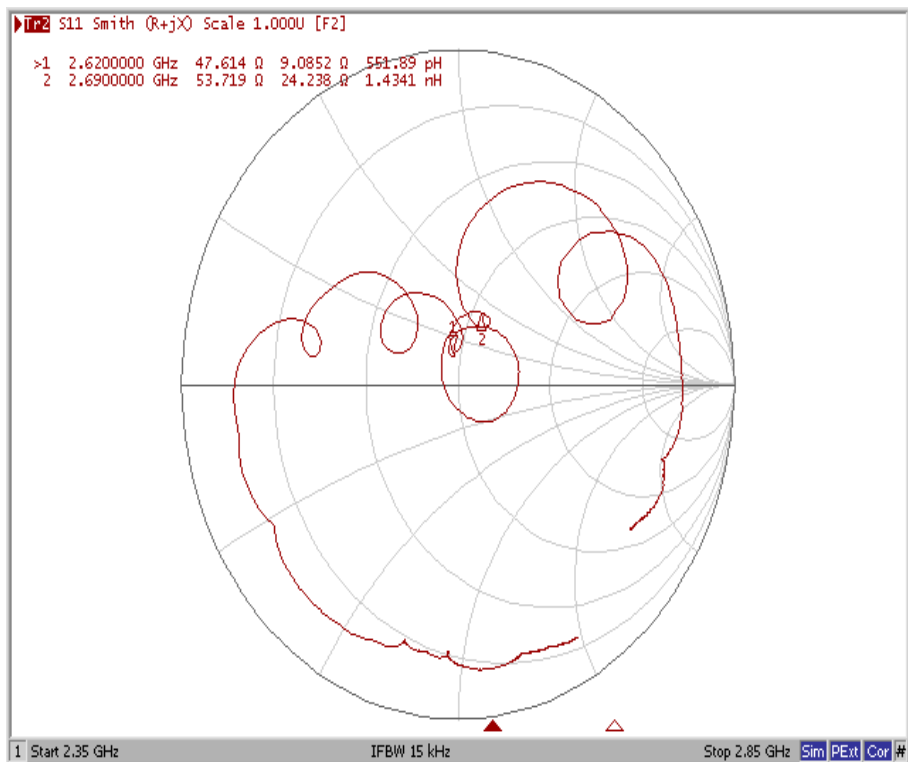 Tr2 S11 Smith (R+jX) Scale 1.000U [F2]
>1 2.6200000 GHz 47.614 Ω 9.0852 Ω 551.89 pH
2 2.6900000 GHz 53.719 Ω 24.238 Ω 1.4341 nH
1
2
1 Start 2.35 GHz IFBW 15 kHz Stop 2.85 GHz Sim PExt Cor #